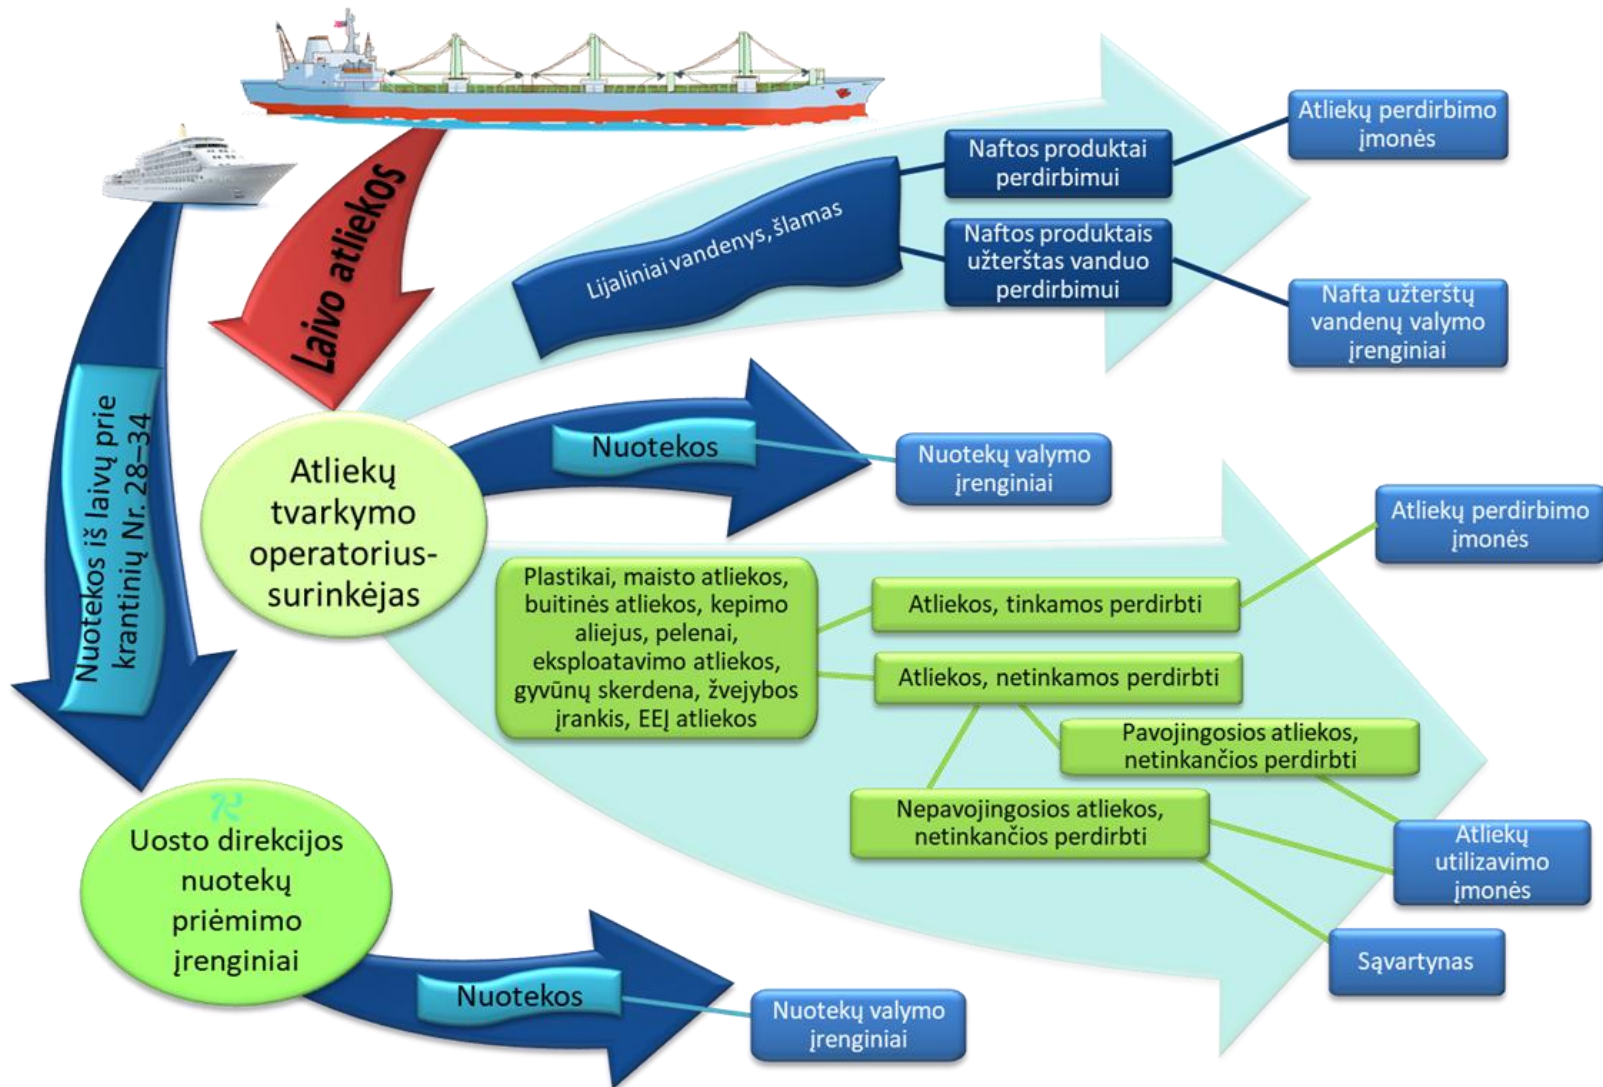 Laivo atliekos
Lijaliniai vandenys, šlamas
Naftos produktai
perdirbimui
Atliekų perdirbimo
įmonės
Naftos produktais
užterštas vanduo
perdirbimui
Nafta užterštų
vandenų valymo
įrenginiai
Nuotekos iš laivų prie
krantinių Nr. 28–34
Atliekų
tvarkymo
operatorius-
surinkėjas
Nuotekos
Nuotekų valymo
įrenginiai
Plastikai, maisto atliekos,
buitinės atliekos, kepimo
aliejus, pelenai,
eksploatavimo atliekos,
gyvūnų skerdena, žvejybos
įrankis, EEĮ atliekos
Atliekos, tinkamos perdirbti
Atliekų perdirbimo
įmonės
Atliekos, netinkamos perdirbti
Pavojingosios atliekos,
netinkančios perdirbti
Nepavojingosios atliekos,
netinkančios perdirbti
Atliekų
utilizavimo
įmonės
Sąvartynas
Uosto direkcijos
nuotekų
priėmimo
įrenginiai
Nuotekos
Nuotekų valymo
įrenginiai